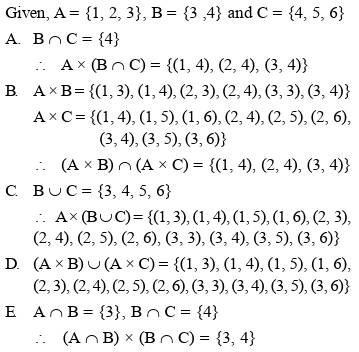 Given, A = {1, 2, 3}, B = {3 ,4} and C = {4, 5, 6}
A. B ∩ C = {4}
∴ A × (B ∩ C) = {(1, 4), (2, 4), (3, 4)}
B. A × B = {(1, 3), (1, 4), (2, 3), (2, 4), (3, 3), (3, 4)}
A × C = {(1, 4), (1, 5), (1, 6), (2, 4), (2, 5), (2, 6),
(3, 4), (3, 5), (3, 6)}
∴ (A × B) ∩ (A × C) = {(1, 4), (2, 4), (3, 4)}
C. B ∪ C = {3, 4, 5, 6}
∴ A × (B ∪ C) = {(1, 3), (1, 4), (1, 5), (1, 6), (2, 3),
(2, 4), (2, 5), (2, 6), (3, 3), (3, 4), (3, 5), (3, 6)}
D. (A × B) ∪ (A × C) = {(1, 3), (1, 4), (1, 5), (1, 6),
(2, 3), (2, 4), (2, 5), (2, 6), (3, 3), (3, 4), (3, 5), (3, 6)}
E A ∩ B = {3}, B ∩ C = {4}
∴ (A ∩ B) × (B ∩ C) = {3, 4}